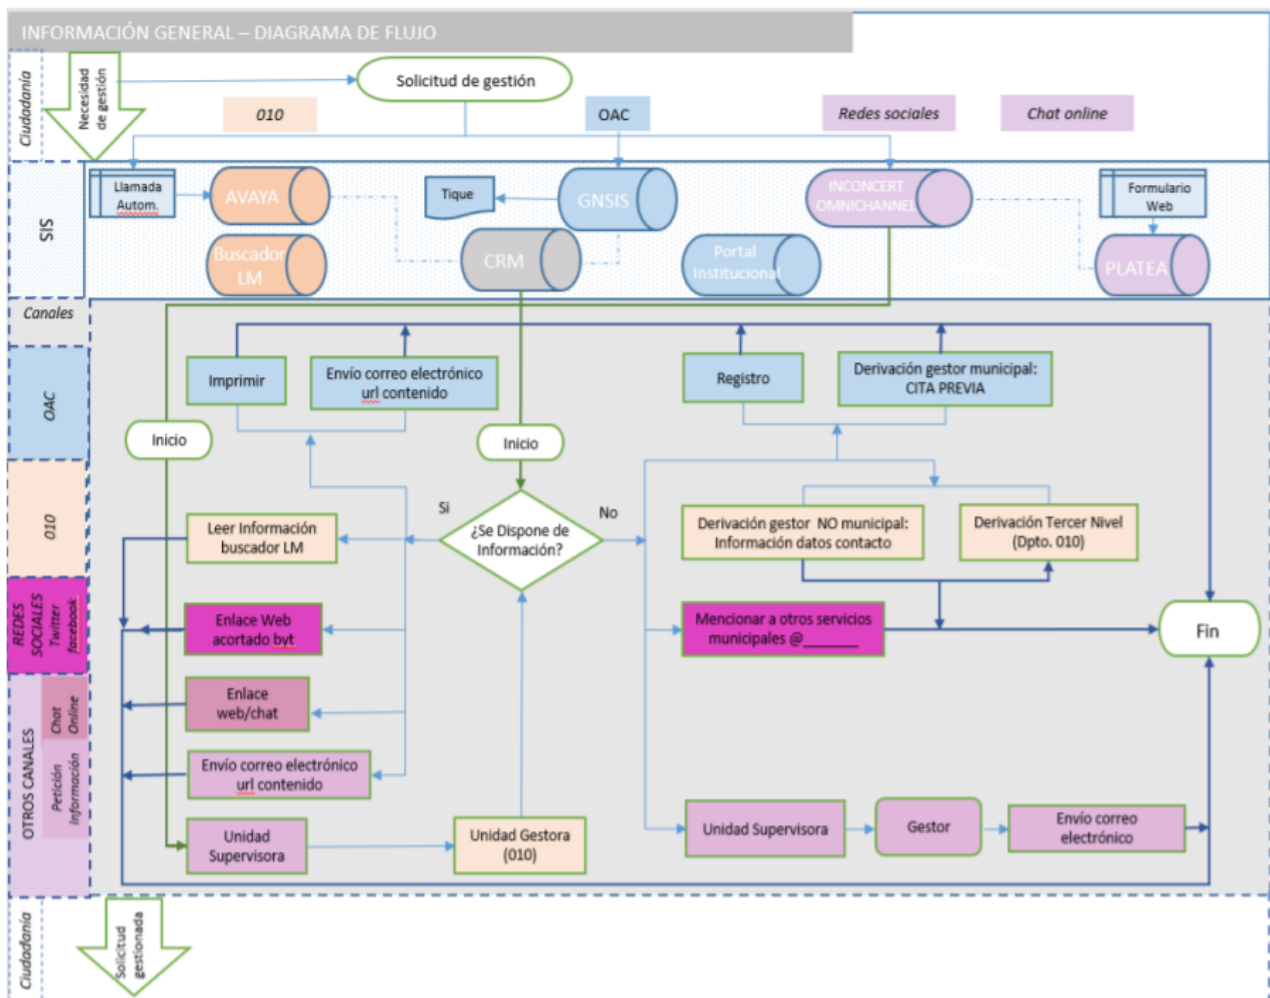 INFORMACIÓN GENERAL – DIAGRAMA DE FLUJO
Ciudadanía
Necesidad
de gestión
Solicitud de gestión
010
OAC
Redes sociales
Chat online
SIS
Llamada
Autom.
AVAYA
Tique
GNSIS
INCONCERT
OMNICHANNEL
Formulario
Web
Buscador
LM
CRM
Portal
Institucional
PLATEA
Canales
OAC
Imprimir
Envío correo electrónico
url contenido
Registro
Derivación gestor municipal:
CITA PREVIA
Inicio
Inicio
010
Si
No
Leer Información
buscador LM
¿Se Dispone de
Información?
Derivación gestor NO municipal:
Información datos contacto
Derivación Tercer Nivel
(Dpto. 010)
REDES
SOCIALES
Twitter
facebook
Enlace Web
acortado byt
Mencionar a otros servicios
municipales @_______
Fin
OTROS CANALES
Chat
Online
Enlace
web/chat
Petición
Información
Envío correo electrónico
url contenido
Unidad
Supervisora
Unidad Gestora
(010)
Unidad Supervisora
Gestor
Envío correo
electrónico
Ciudadanía
Solicitud
gestionada